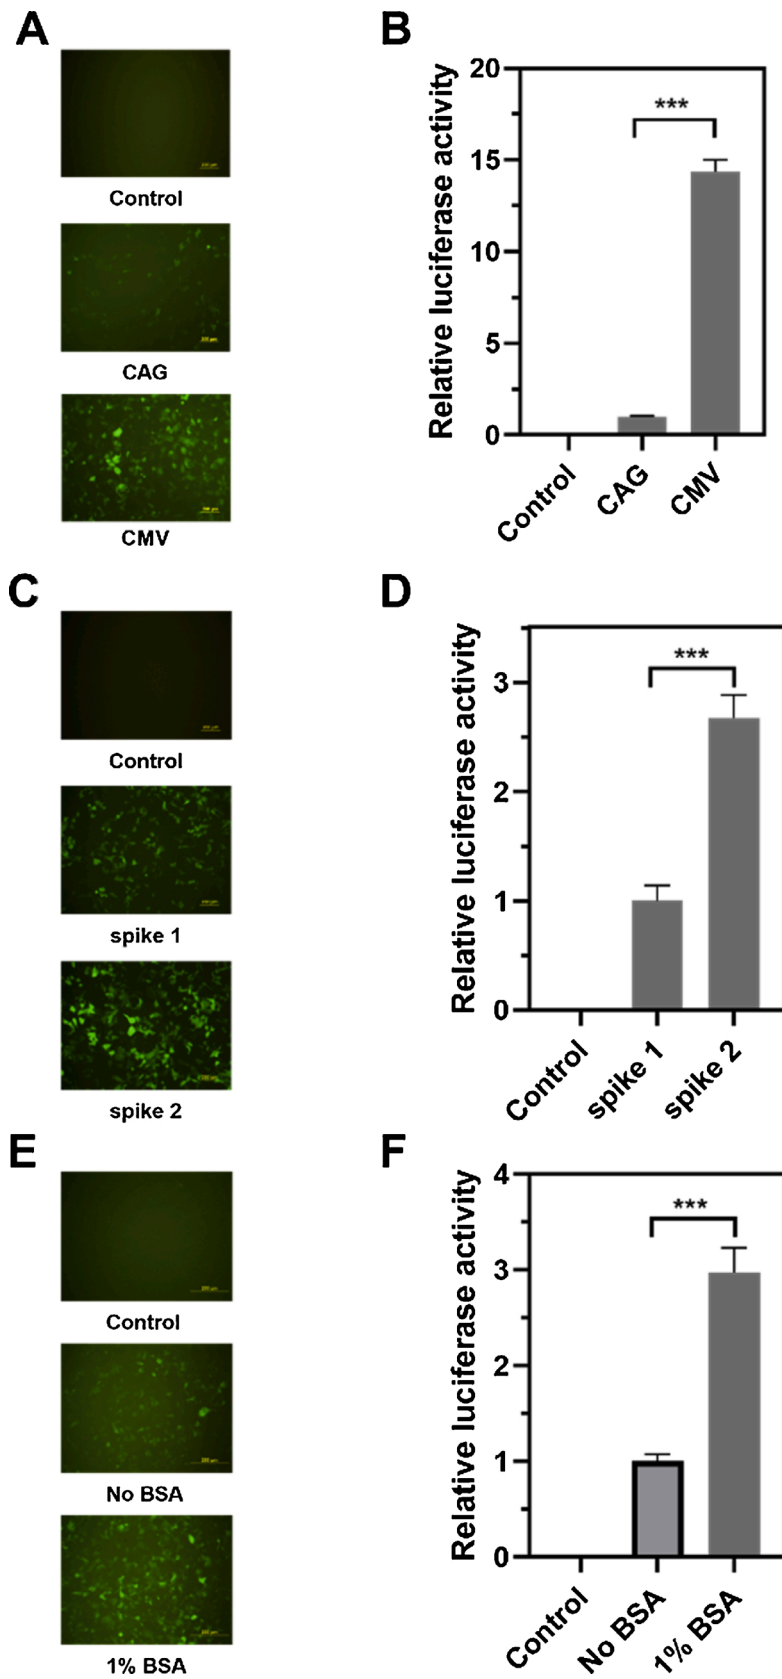 A
Control
CAG
CMV
B
Relative luciferase activity
20
15
10
5
0
***
Control
CAG
CMV
C
Control
spike 1
spike 2
D
Relative luciferase activity
3
2
1
0
***
Control
spike 1
spike 2
E
Control
No BSA
1% BSA
F
Relative luciferase activity
4
3
2
1
0
***
Control
No BSA
1% BSA